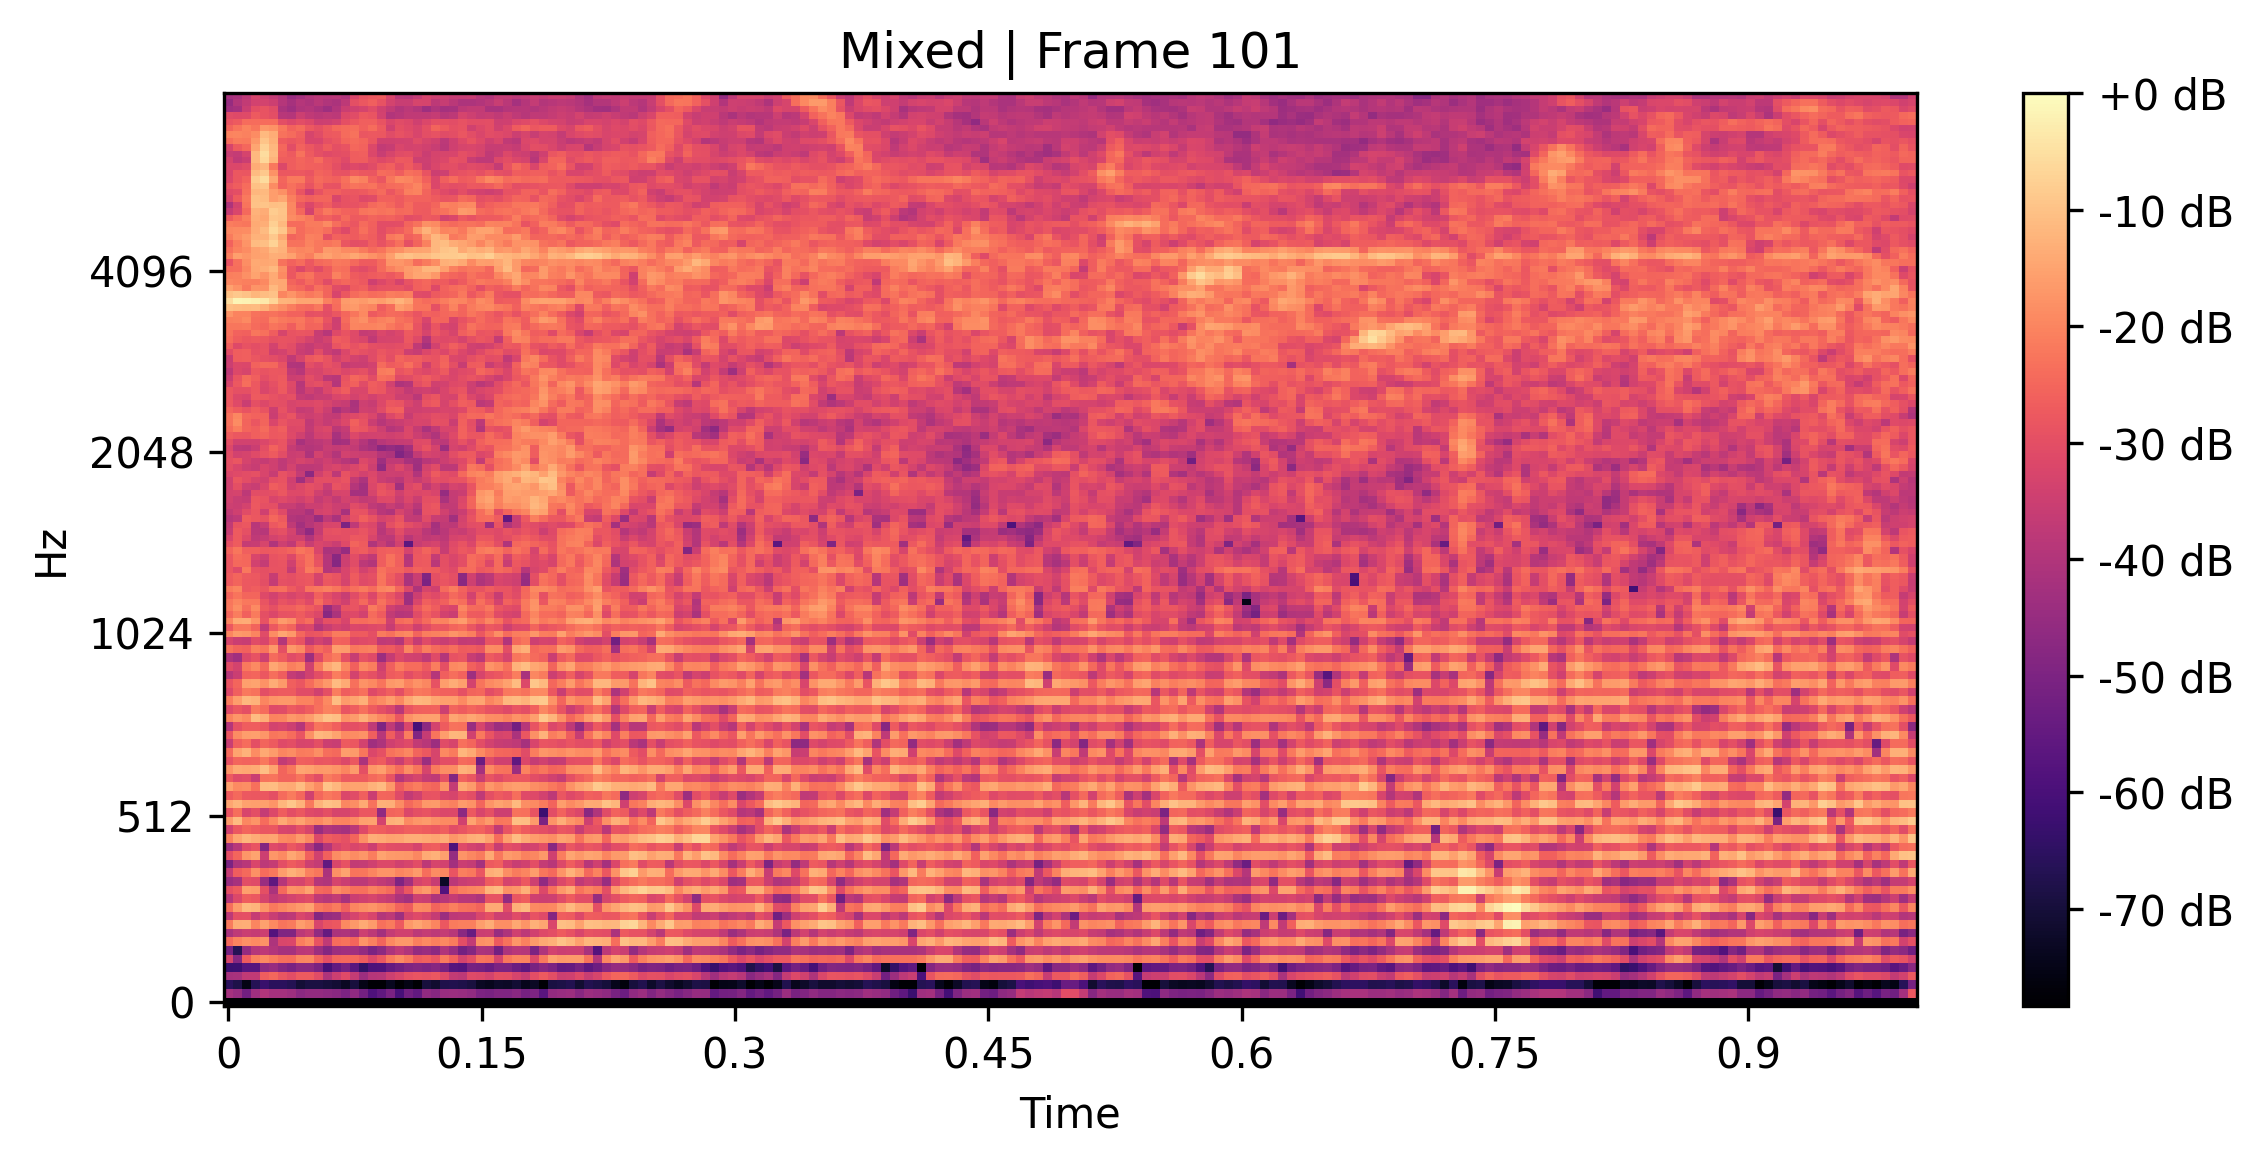 Mixed | Frame 101
Hz
4096
2048
1024
512
0
0 0.15 0.3 0.45 0.6 0.75 0.9
Time
+0 dB
-10 dB
-20 dB
-30 dB
-40 dB
-50 dB
-60 dB
-70 dB